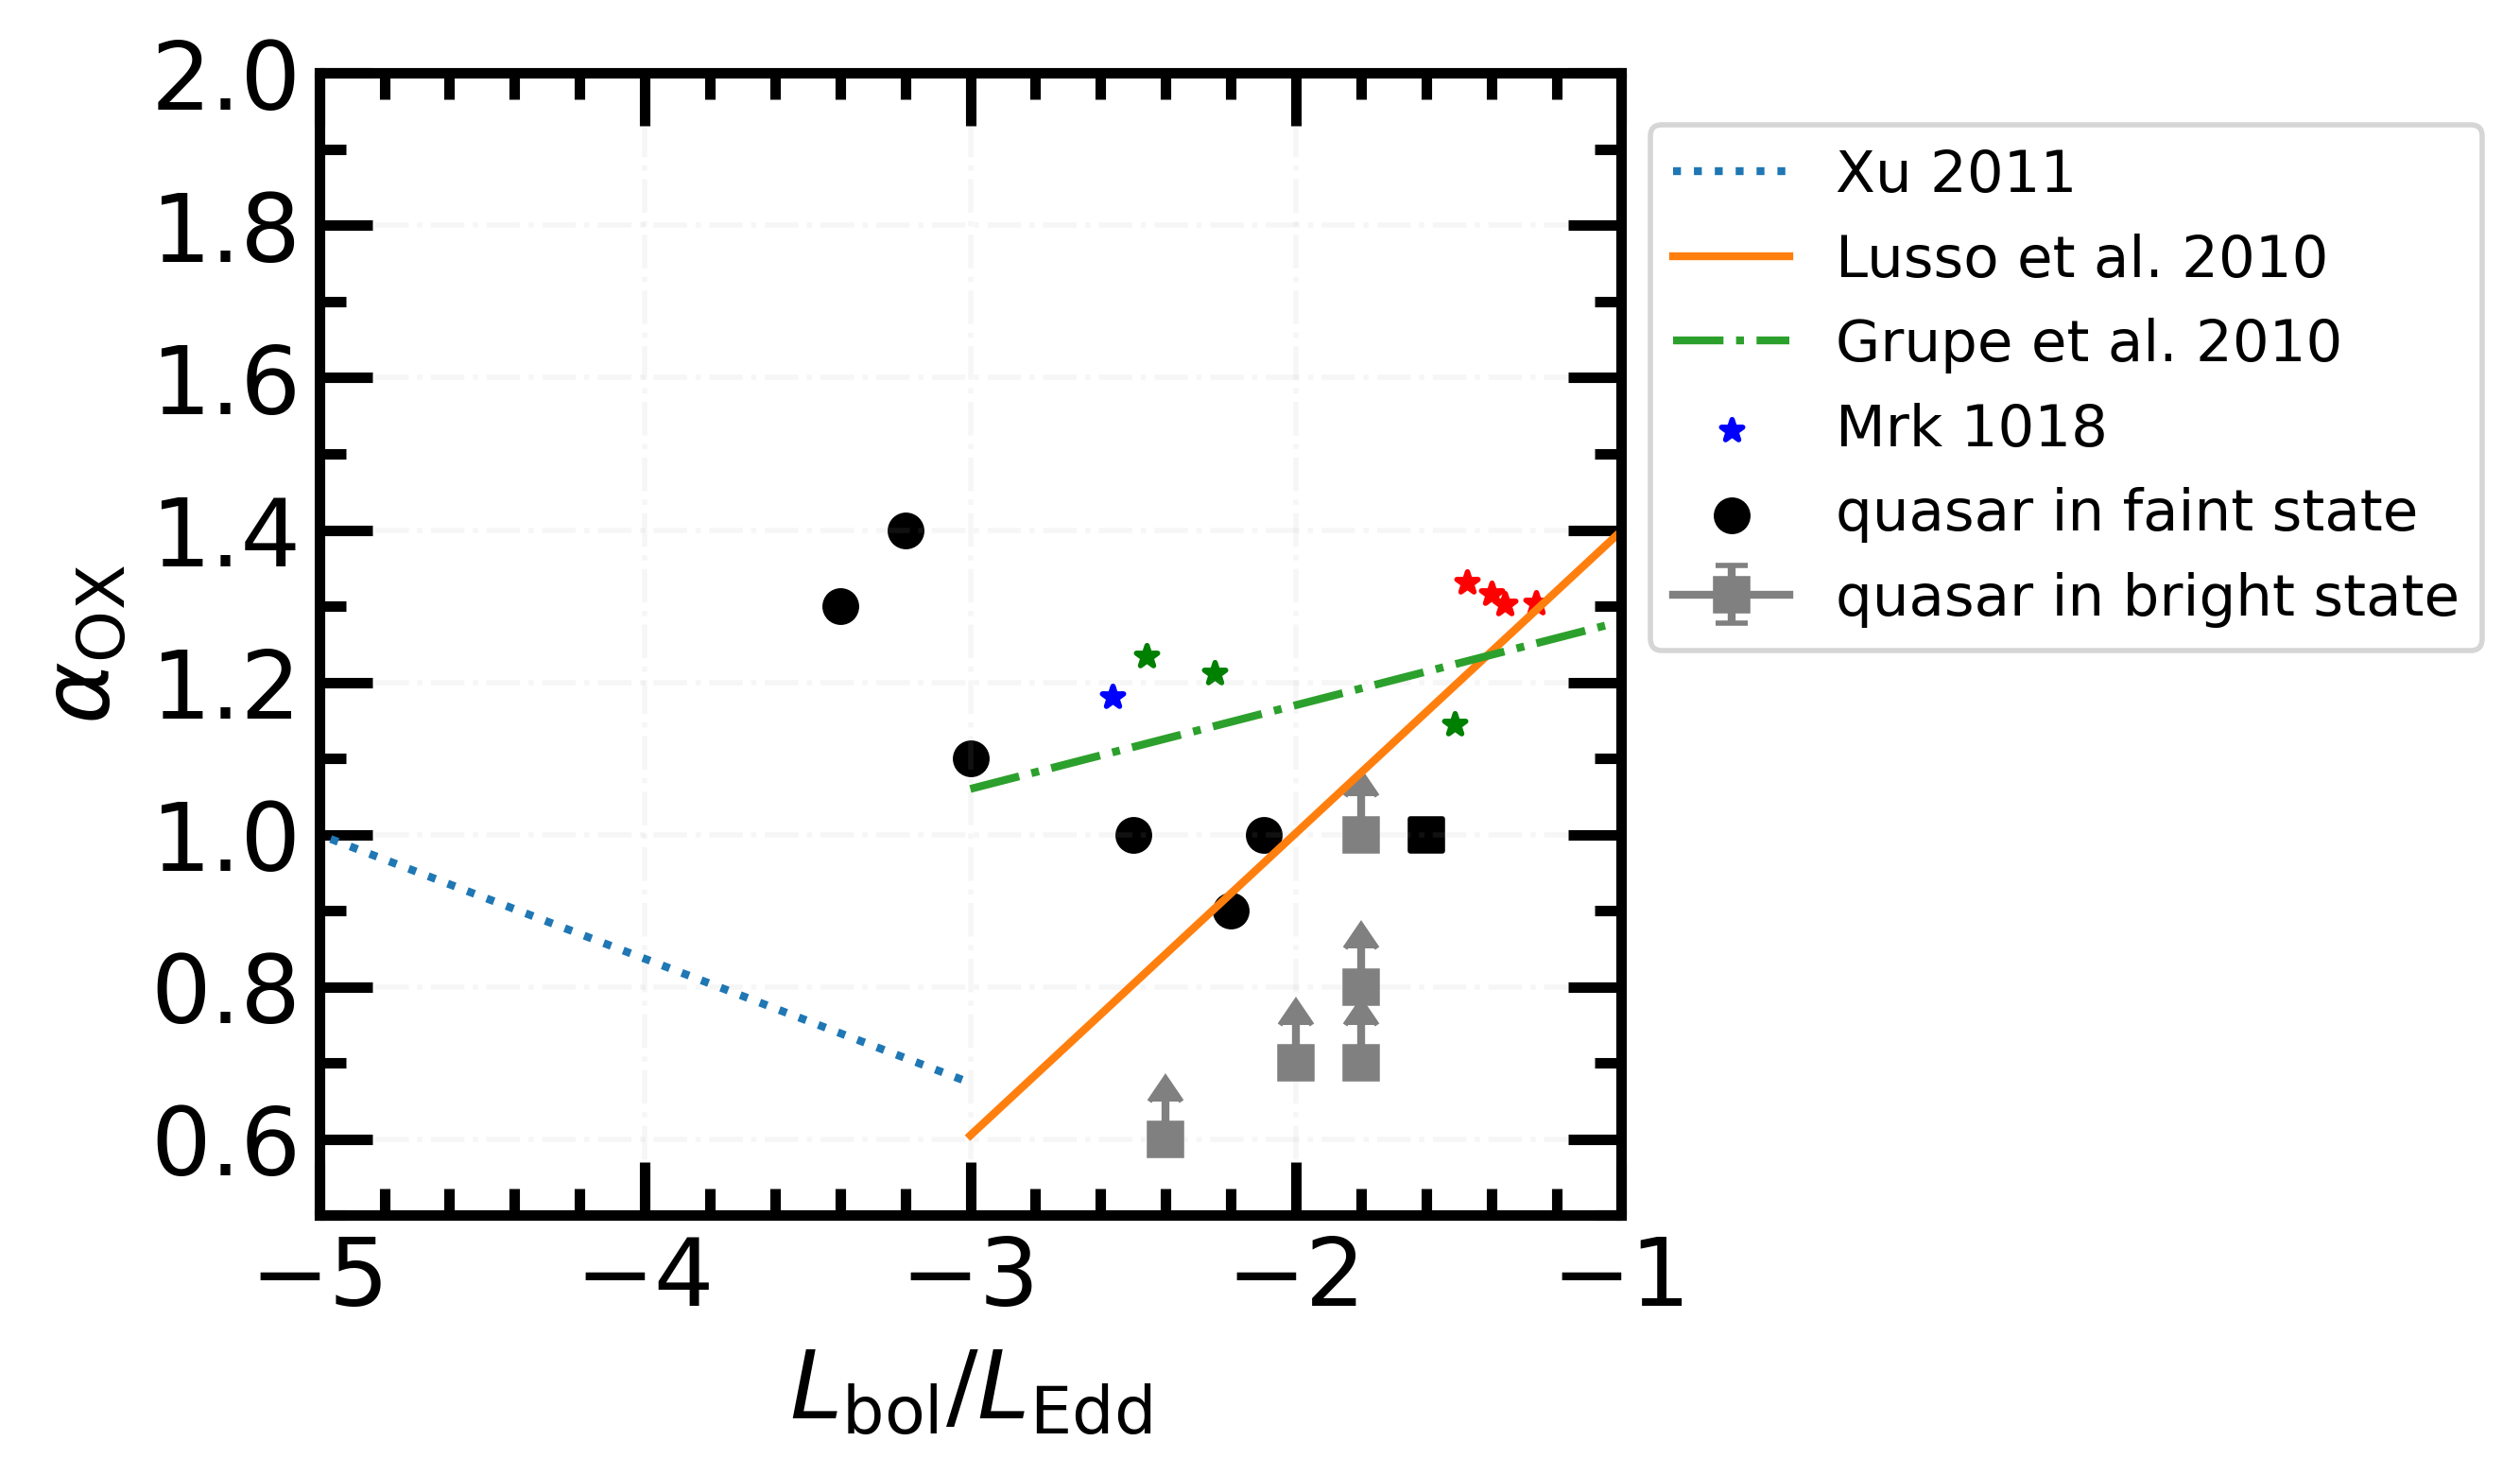 2.0
1.8
1.6
1.4
1.2
1.0
0.8
0.6
αOX
−5 −4 −3 −2 −1
Lbol/LEdd
Xu 2011
Lusso et al. 2010
Grupe et al. 2010
Mrk 1018
quasar in faint state
quasar in bright state